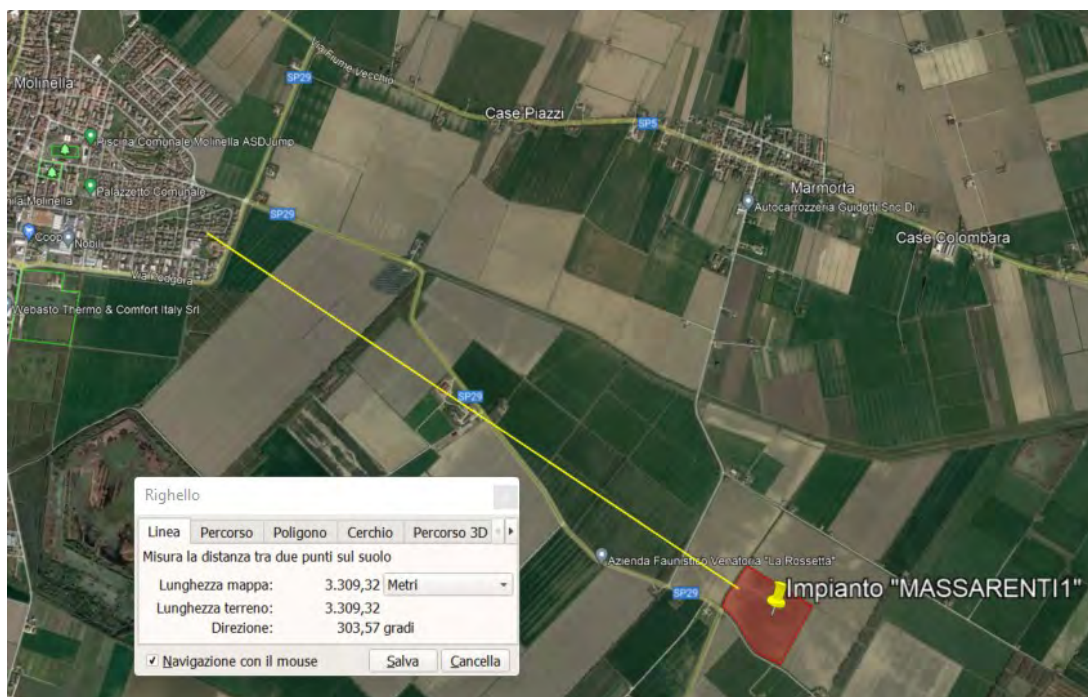 Molinella
SP29
Via Fiume Vecchio
Case Piazzi
SP5
Piscina Comunale Molinella ASDJump
Palazzetto Comunale
Marmorta
Autocarrozzeria Guidotti Snc Di
Case Colombara
SP29
Molinella
Coop
Nobili
Webasto Thermo & Comfort Italy Srl
SP29
Azienda Faunistico Venatoria "La Rossetta"
SP29
Impianto "MASSARENTI1"
Righello
Linea Percorso Poligono Cerchio Percorso 3D
Misura la distanza tra due punti sul suolo
Lunghezza mappa: 3.309,32 Metri
Lunghezza terreno: 3.309,32
Direzione: 303,57 gradi
Navigazione con il mouse Salva Cancella